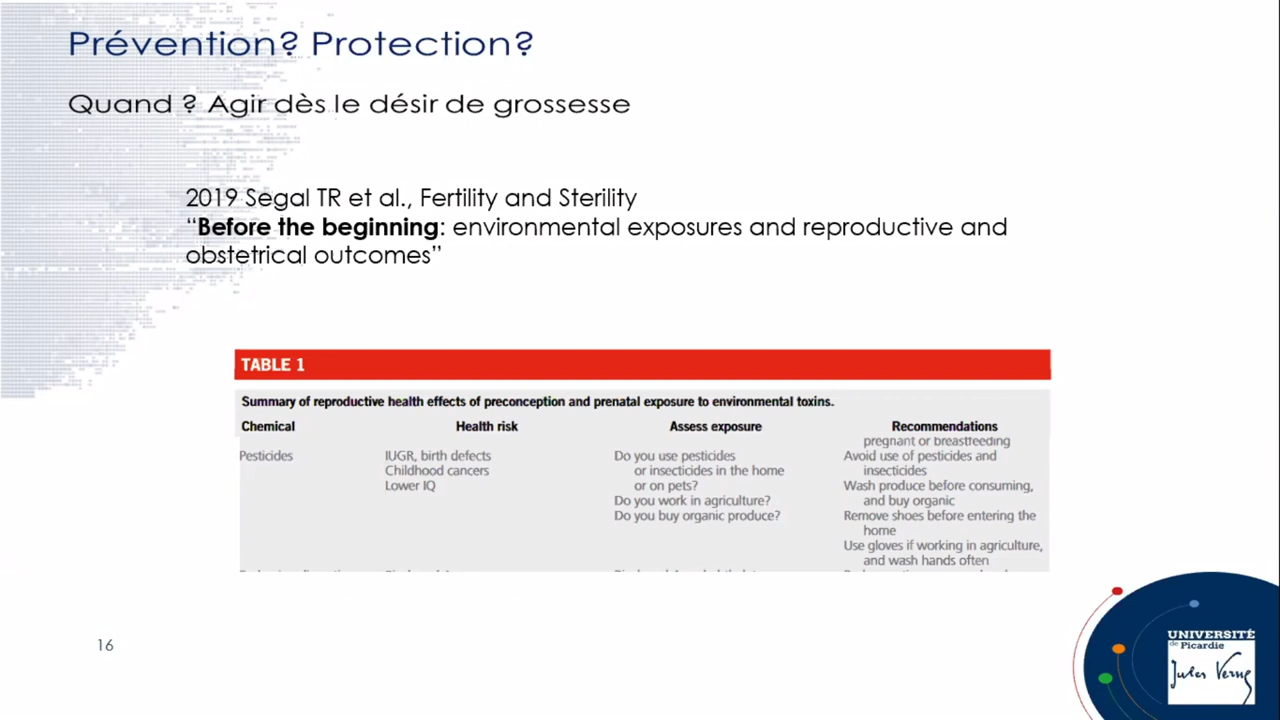 Prévention? Protection?
Quand ? Agir dès le désir de grossesse
2019 Segal TR et al., Fertility and Sterility
“Before the beginning: environmental exposures and reproductive and
obstetrical outcomes”
TABLE 1
Summary of reproductive health effects of preconception and prenatal exposure to environmental toxins.
Chemical Health risk Assess exposure Recommendations
pregnant or breastfeeding
Pesticides IUGR, birth defects Do you use pesticides Avoid use of pesticides and
Childhood cancers or insecticides in the home insecticides
Lower IQ or on pets? Wash produce before consuming,
Do you work in agriculture? and buy organic
Do you buy organic produce? Remove shoes before entering the
home
Use gloves if working in agriculture,
and wash hands often
16
UNIVERSITÉ
de Picardie
Jules Verne